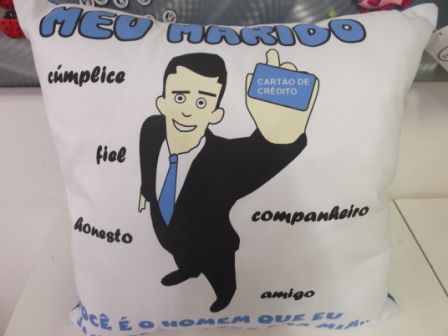 MEU MARIDO
cúmplice
CARTÃO DE
CRÉDITO
fiel
honesto
companheiro
amigo
VOCÊ É O HOMEM QUE EU